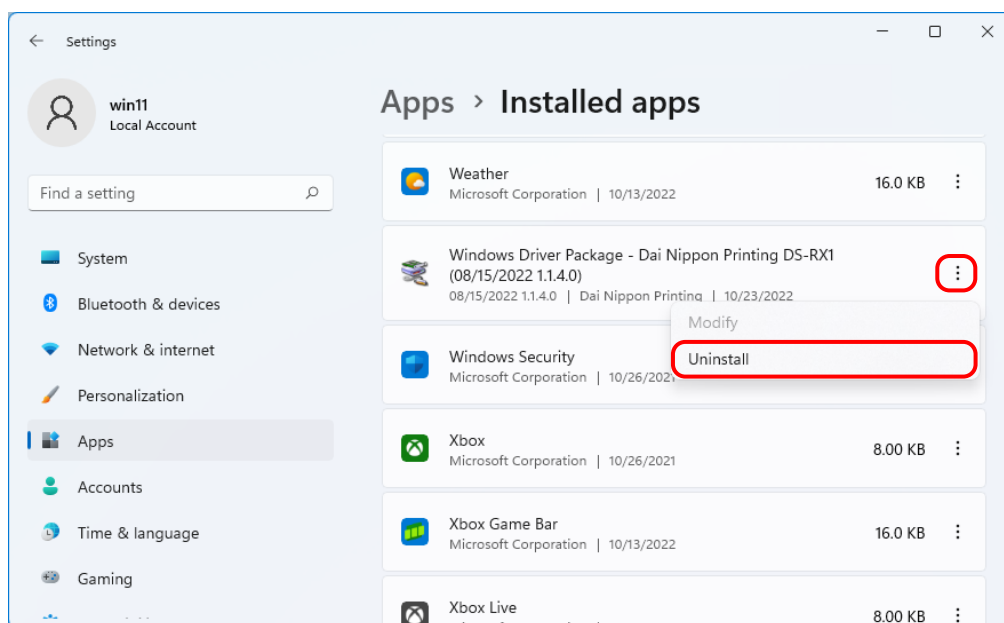 Settings
win11
Local Account
Find a setting
System
Bluetooth & devices
Network & internet
Personalization
Apps
Accounts
Time & language
Gaming
Apps › Installed apps
Weather
Microsoft Corporation | 10/13/2022
16.0 KB
Windows Driver Package - Dai Nippon Printing DS-RX1
(08/15/2022 1.1.4.0)
08/15/2022 1.1.4.0 | Dai Nippon Printing | 10/23/2022
Modify
Uninstall
Windows Security
Microsoft Corporation | 10/26/2021
Xbox
Microsoft Corporation | 10/26/2021
8.00 KB
Xbox Game Bar
Microsoft Corporation | 10/13/2022
16.0 KB
Xbox Live
8.00 KB